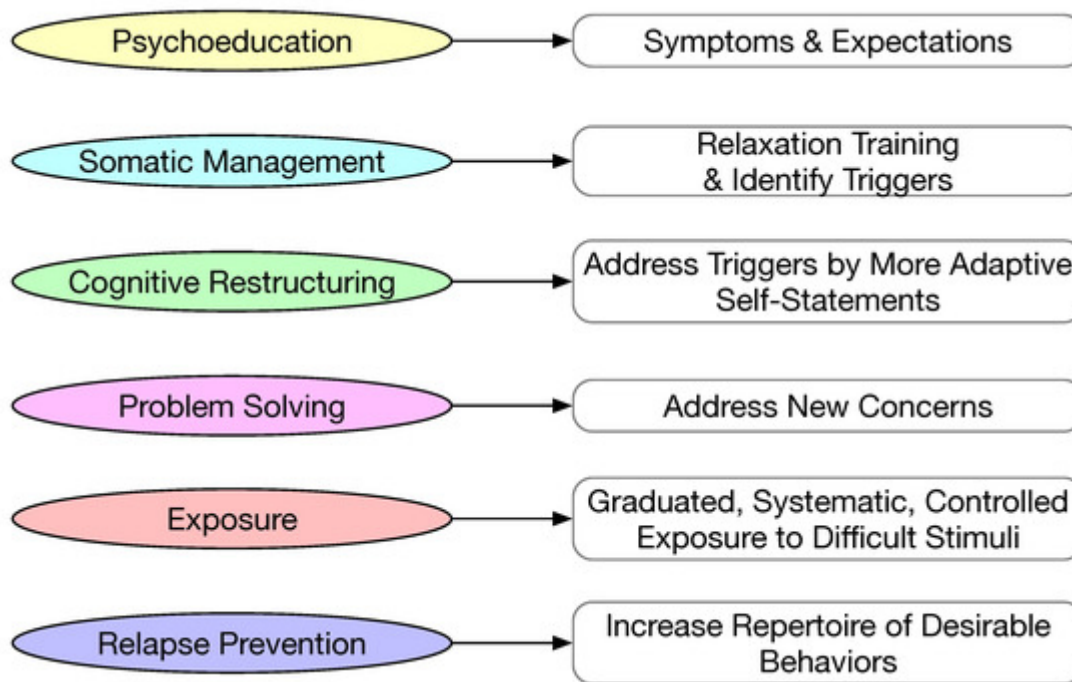 Psychoeducation
Symptoms & Expectations
Somatic Management
Relaxation Training
& Identify Triggers
Cognitive Restructuring
Address Triggers by More Adaptive
Self-Statements
Problem Solving
Address New Concerns
Exposure
Graduated, Systematic, Controlled
Exposure to Difficult Stimuli
Relapse Prevention
Increase Repertoire of Desirable
Behaviors